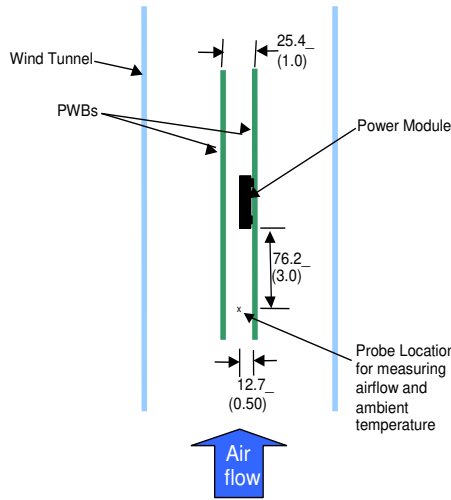 25.4_
(1.0)
Wind Tunnel
PWBs
Power Module
76.2_
(3.0)
x
Probe Location
for measuring
airflow and
ambient
temperature
12.7_
(0.50)
Air
flow